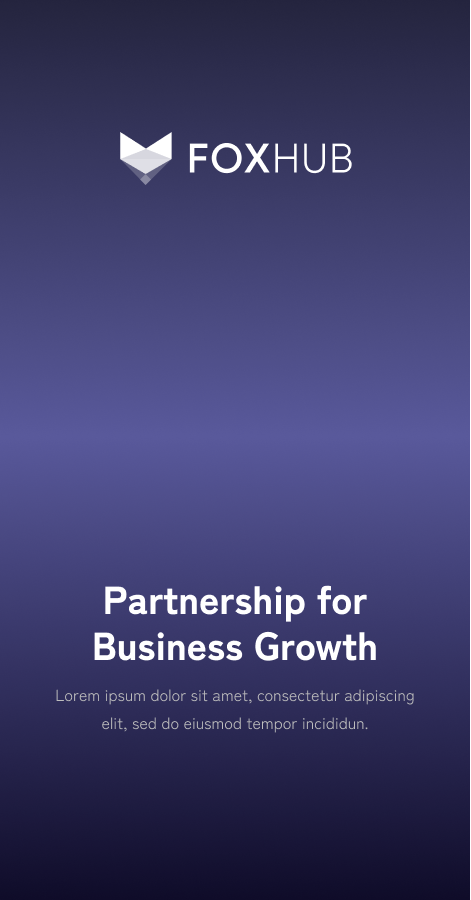 FOXHUB
Partnership for
Business Growth
Lorem ipsum dolor sit amet, consectetur adipiscing
elit, sed do eiusmod tempor incididun.